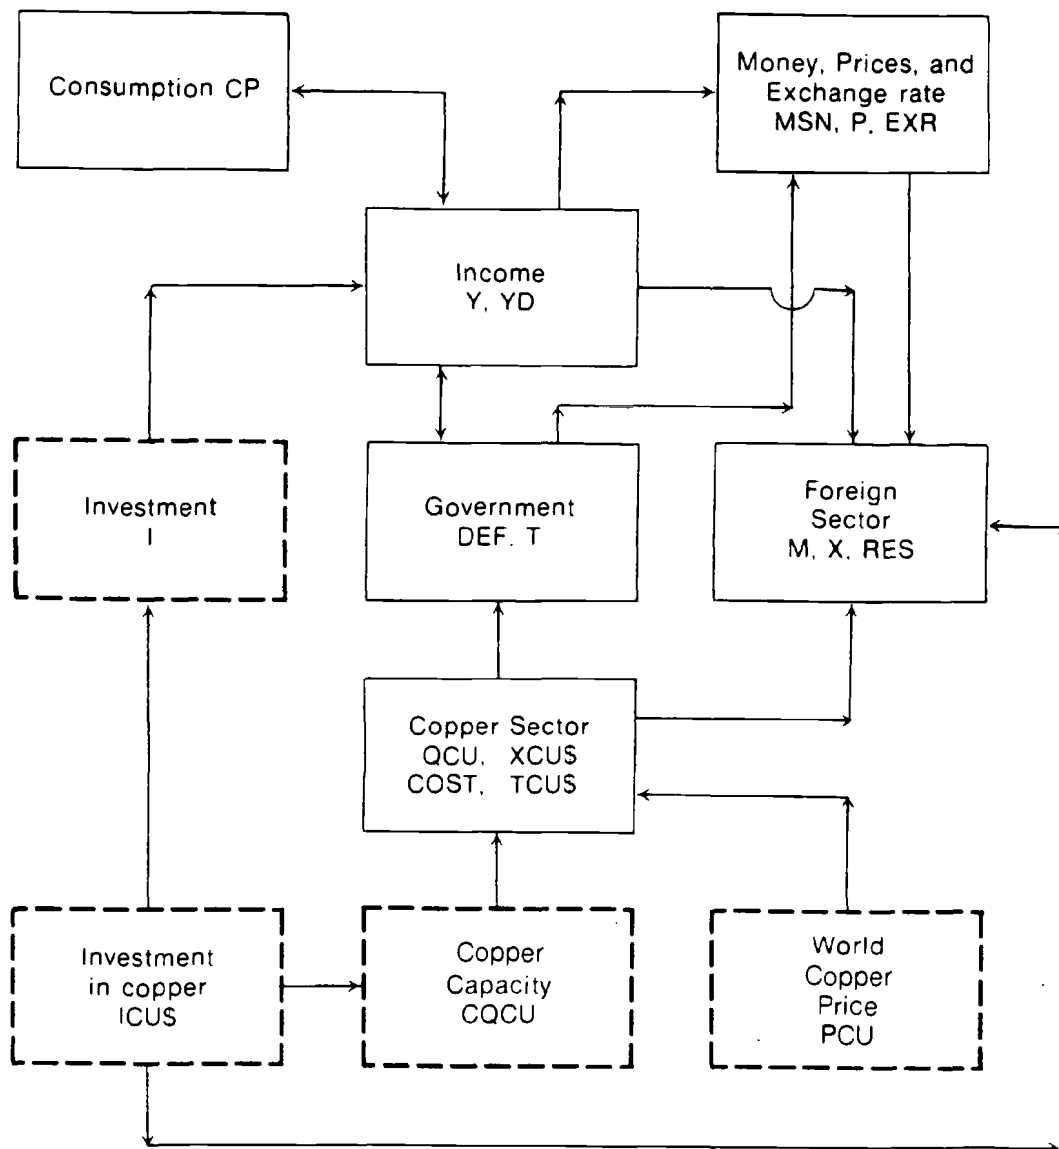 Consumption CP
Money, Prices, and
Exchange rate
MSN, P, EXR
Income
Y, YD
Investment
I
Government
DEF. T
Foreign
Sector
M, X, RES
Copper Sector
QCU, XCU$
COST, TCU$
Investment
in copper
ICU$
Copper
Capacity
CQCU
World
Copper
Price
PCU